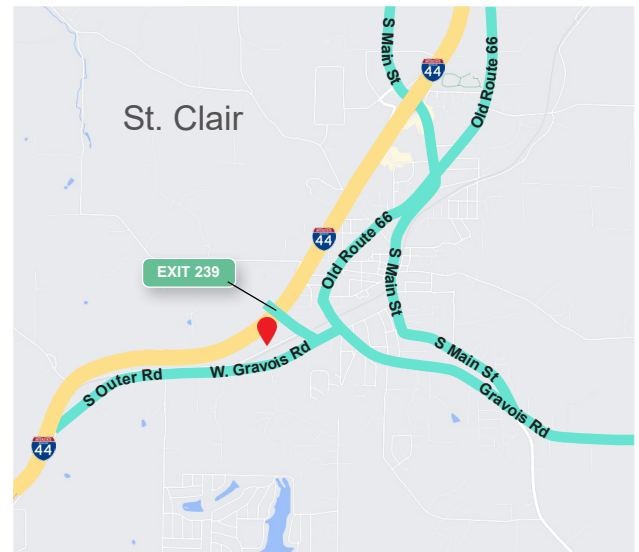 S Main St
44
Old Route 66
St. Clair
44
Old Route 66
S Main St
EXIT 239
S Main St
W. Gravois Rd
S Outer Rd
Gravois Rd
44